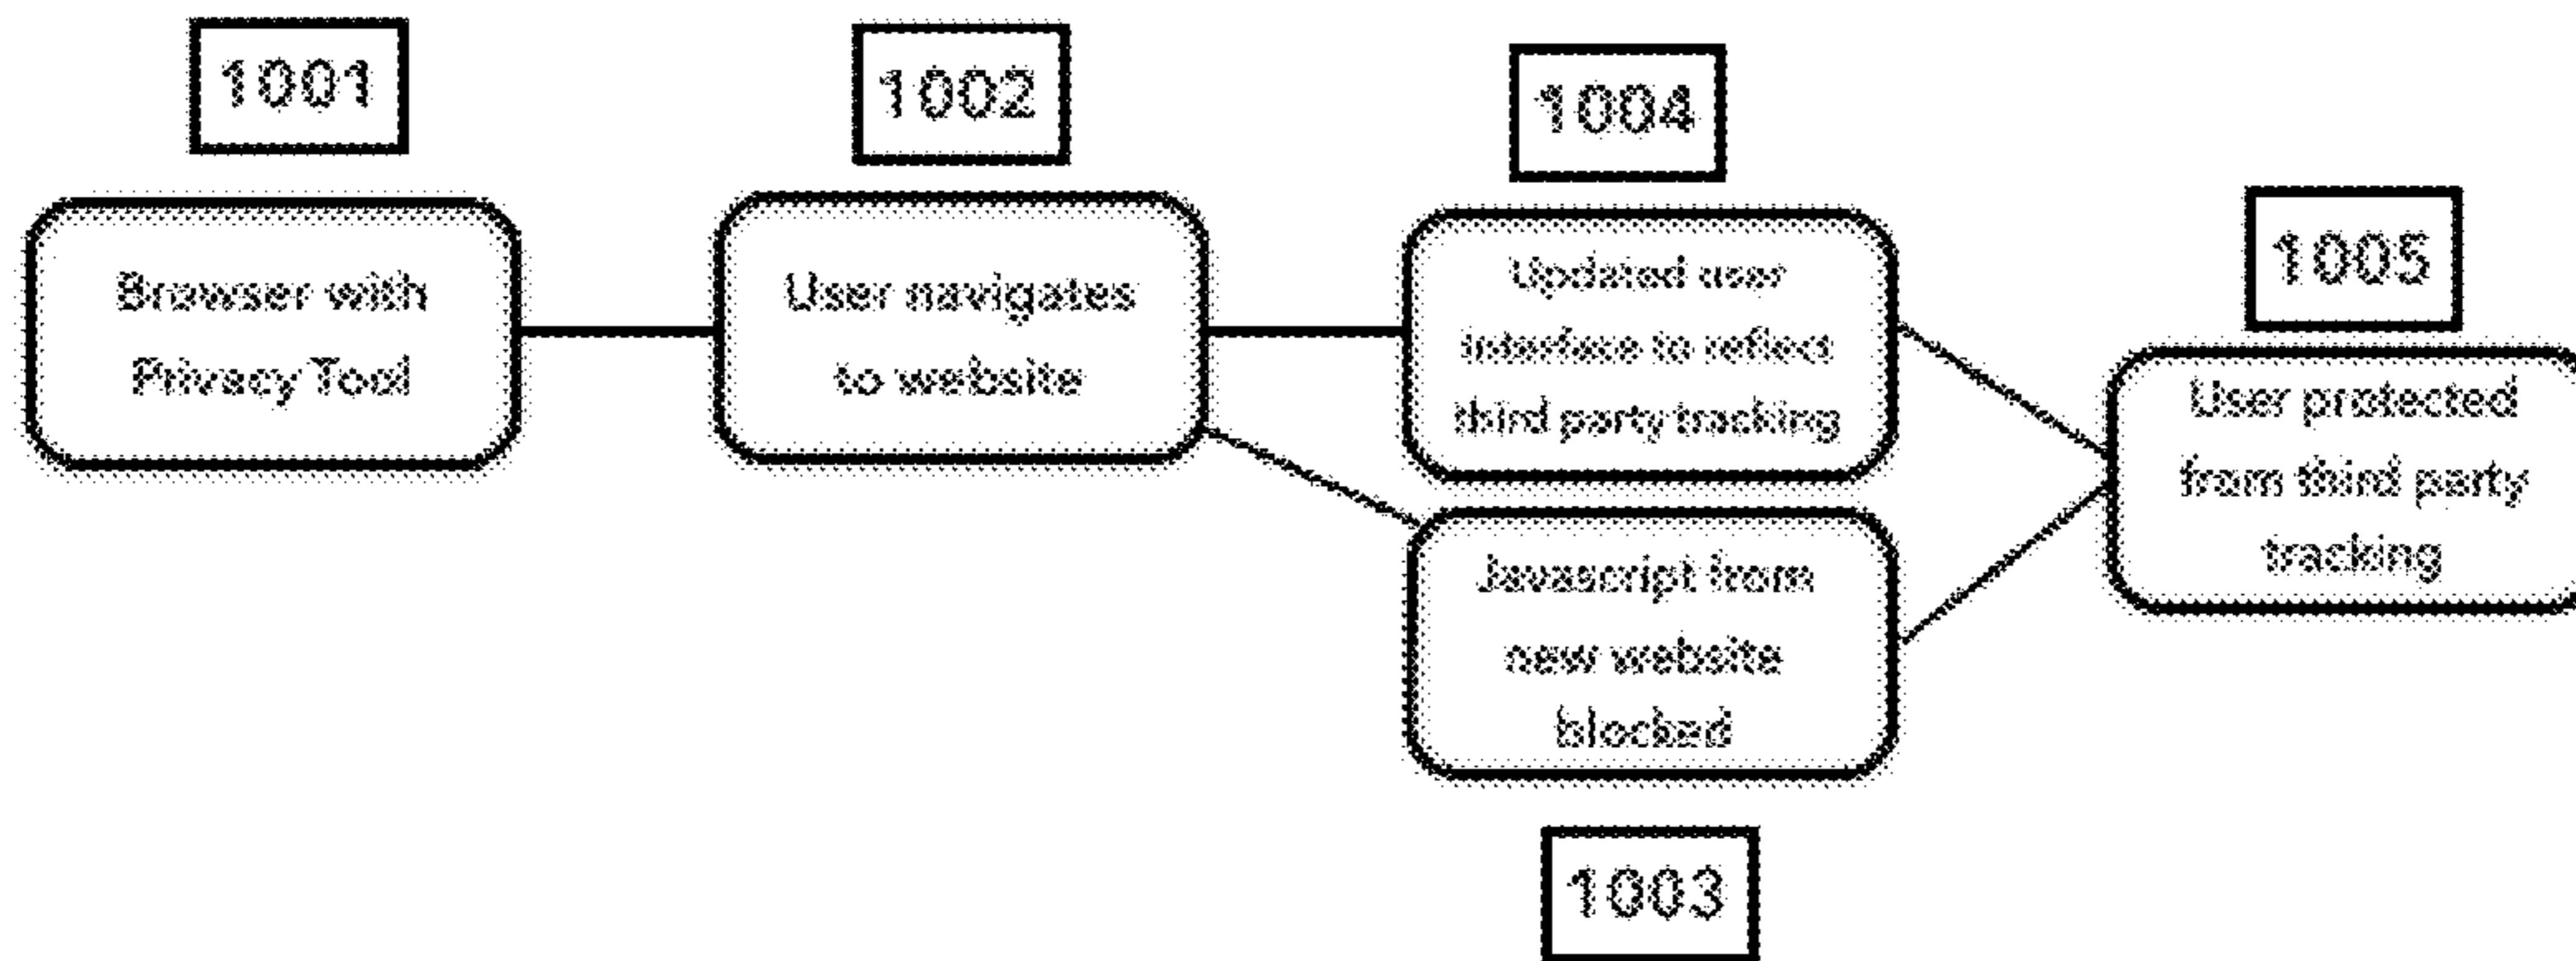 1001
Browser with
Privacy Tool
1002
User navigates
to website
1004
Updated user
interface to reflect
third party tracking
Javascript from
new website
blocked
1003
1005
User protected
from third party
tracking